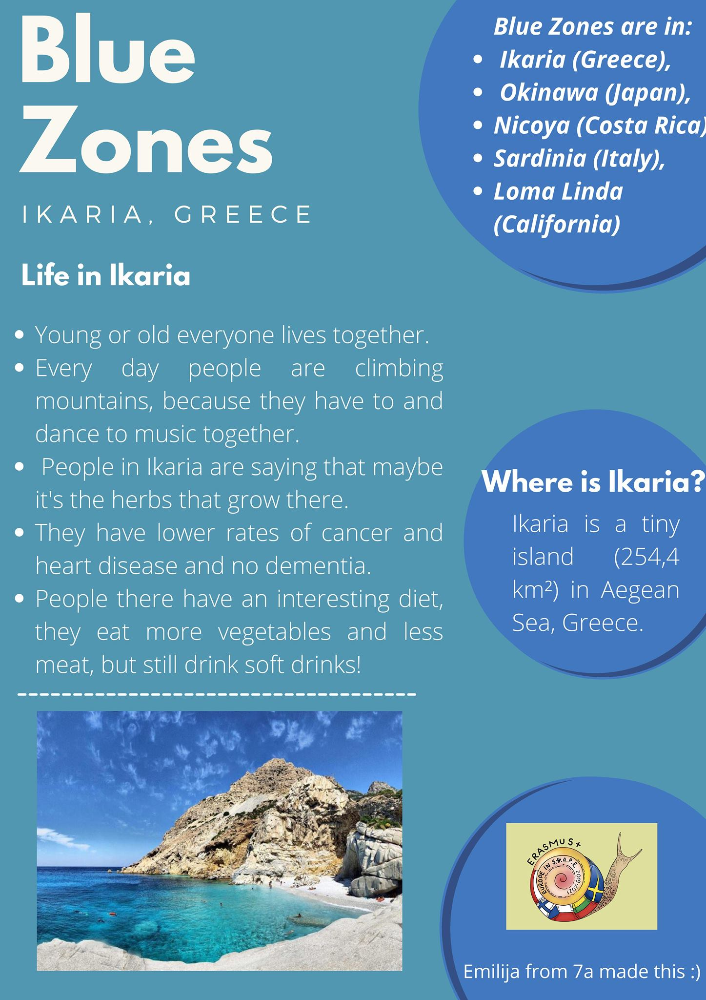 Blue
Zones
IKARIA, GREECE
Blue Zones are in:
• Ikaria (Greece),
• Okinawa (Japan),
• Nicoya (Costa Rica)
• Sardinia (Italy),
• Loma Linda
(California)
Life in Ikaria
• Young or old everyone lives together.
• Every day people are climbing
mountains, because they have to and
dance to music together.
• People in Ikaria are saying that maybe
it's the herbs that grow there.
• They have lower rates of cancer and
heart disease and no dementia.
• People there have an interesting diet,
they eat more vegetables and less
meat, but still drink soft drinks!
Where is Ikaria?
Ikaria is a tiny
island (254,4
km²) in Aegean
Sea, Greece.
ERASMUS+
EUROPE IN S.H.A.P.E. 2019-2021
Emilija from 7a made this :)